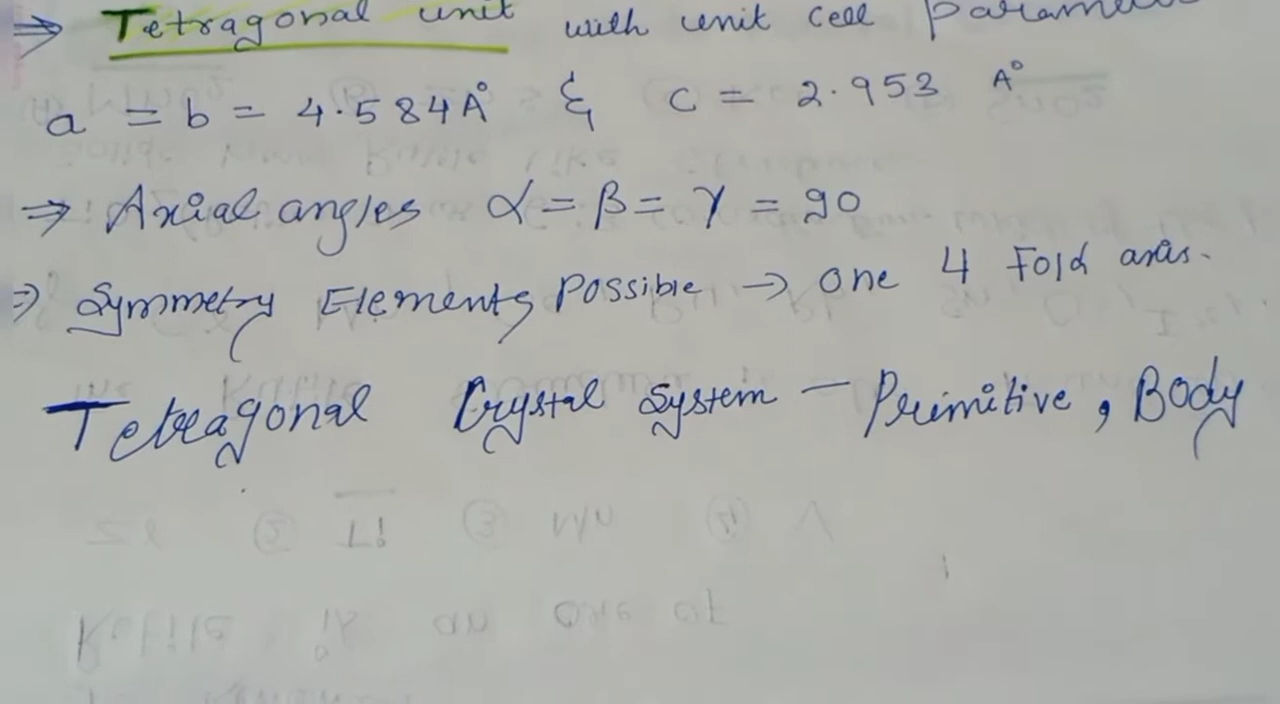 ⇒ Tetragonal unit with unit cell
a = b = 4.584A° & c = 2.953 A°
⇒ Axial angles α = β = γ = 90
⇒ Symmetry Elements Possible → one 4 Fold axis.
Tetragonal Crystal System - Primitive, Body